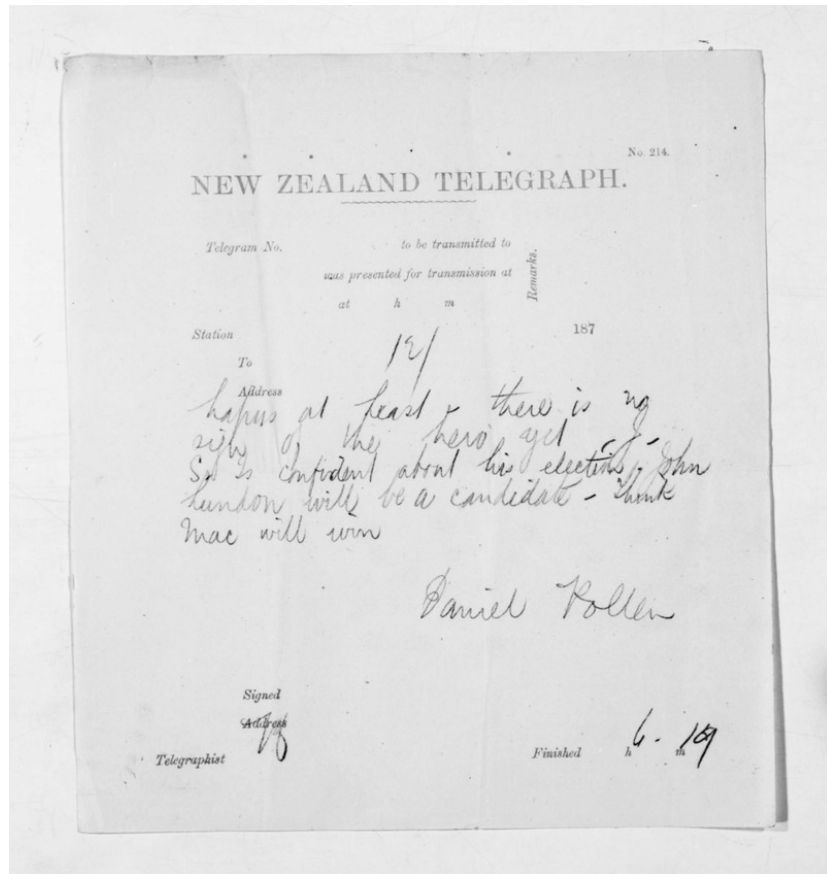 No. 214.
NEW ZEALAND TELEGRAPH.
Telegram No. to be transmitted to
was presented for transmission at
at h m
Remarks.
Station 187
To
Address
hapus at least & there is no
sign of the hero yet
is confident about his election, John
Lundon will be a candidate - think
Mac will win
Daniel Pollen
Signed
Address
Telegraphist
Finished h 6 - m